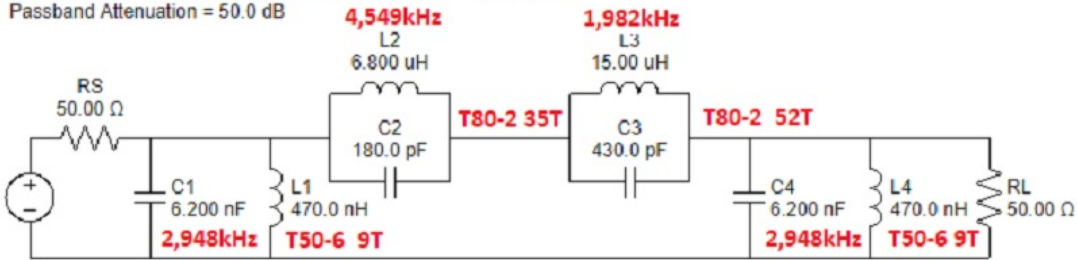 Passband Attenuation = 50.0 dB
4,549kHz
L2
6.800 uH
1,982kHz
L3
15.00 uH
RS
50.00 Ω
C2
180.0 pF
T80-2 35T
C3
430.0 pF
T80-2 52T
+
−
C1
6.200 nF
L1
470.0 nH
2,948kHz
T50-6 9T
C4
6.200 nF
L4
470.0 nH
RL
50.00 Ω
2,948kHz
T50-6 9T